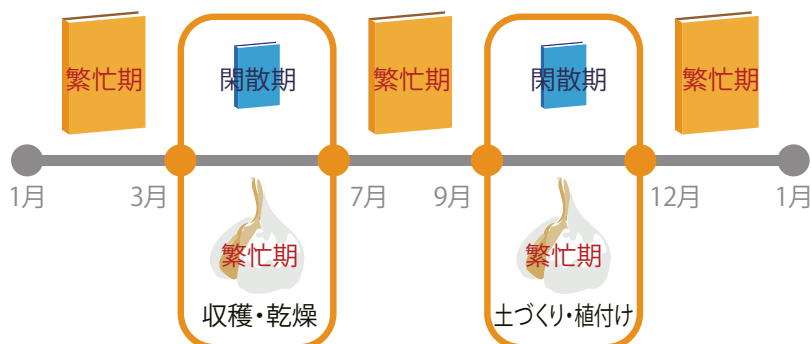 繁忙期
閑散期
繁忙期
閑散期
繁忙期
1月
3月
7月
9月
12月
1月
繁忙期
繁忙期
収穫・乾燥
土づくり・植付け